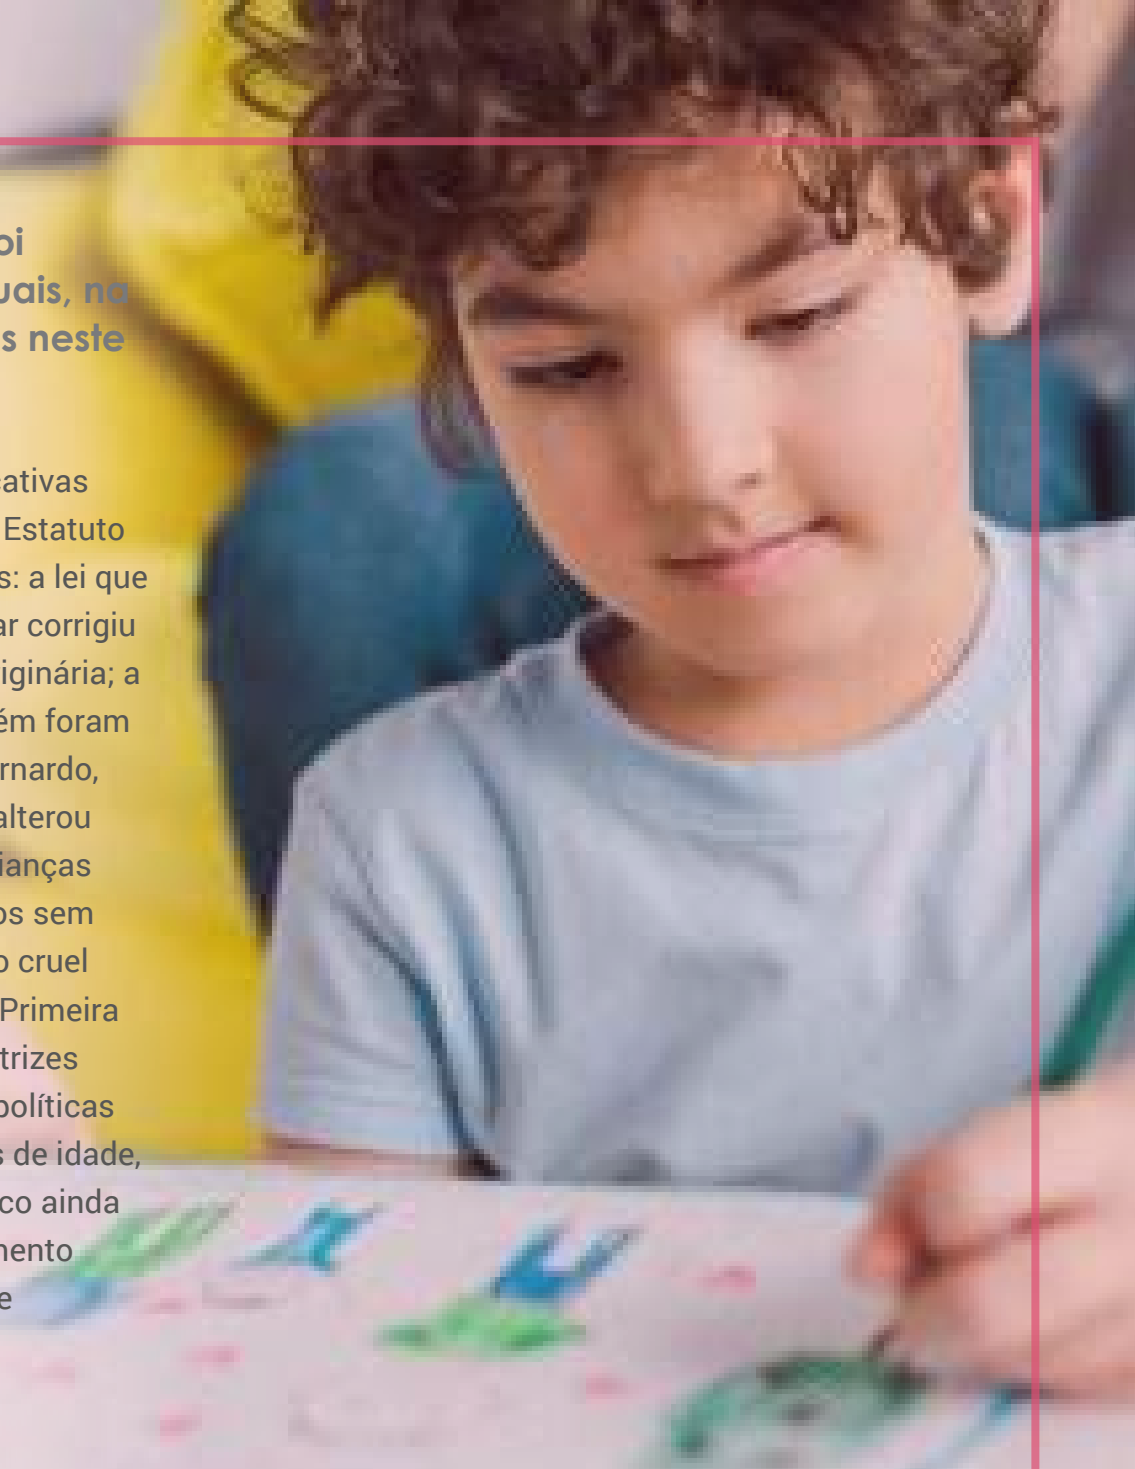 oi
uais, na
s neste
cativas
Estatuto
s: a lei que
ar corrigiu
iginária; a
ém foram
rnardo,
alterou
ianças
os sem
o cruel
Primeira
trizes
políticas
s de idade,
co ainda
mento
e